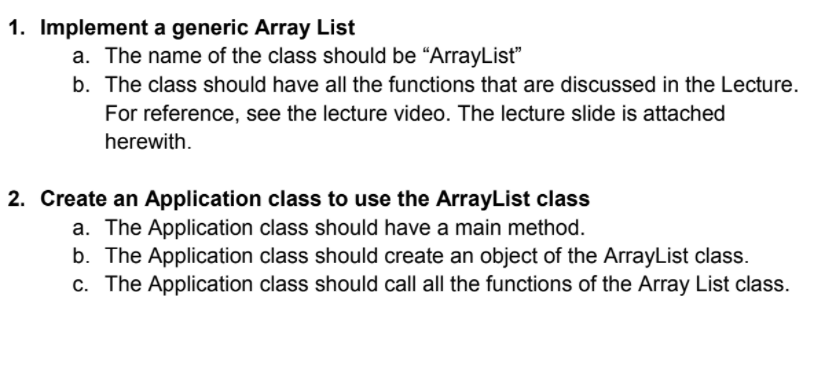 1. Implement a generic Array List
a. The name of the class should be “ArrayList”
b. The class should have all the functions that are discussed in the Lecture.
For reference, see the lecture video. The lecture slide is attached
herewith.
2. Create an Application class to use the ArrayList class
a. The Application class should have a main method.
b. The Application class should create an object of the ArrayList class.
c. The Application class should call all the functions of the Array List class.